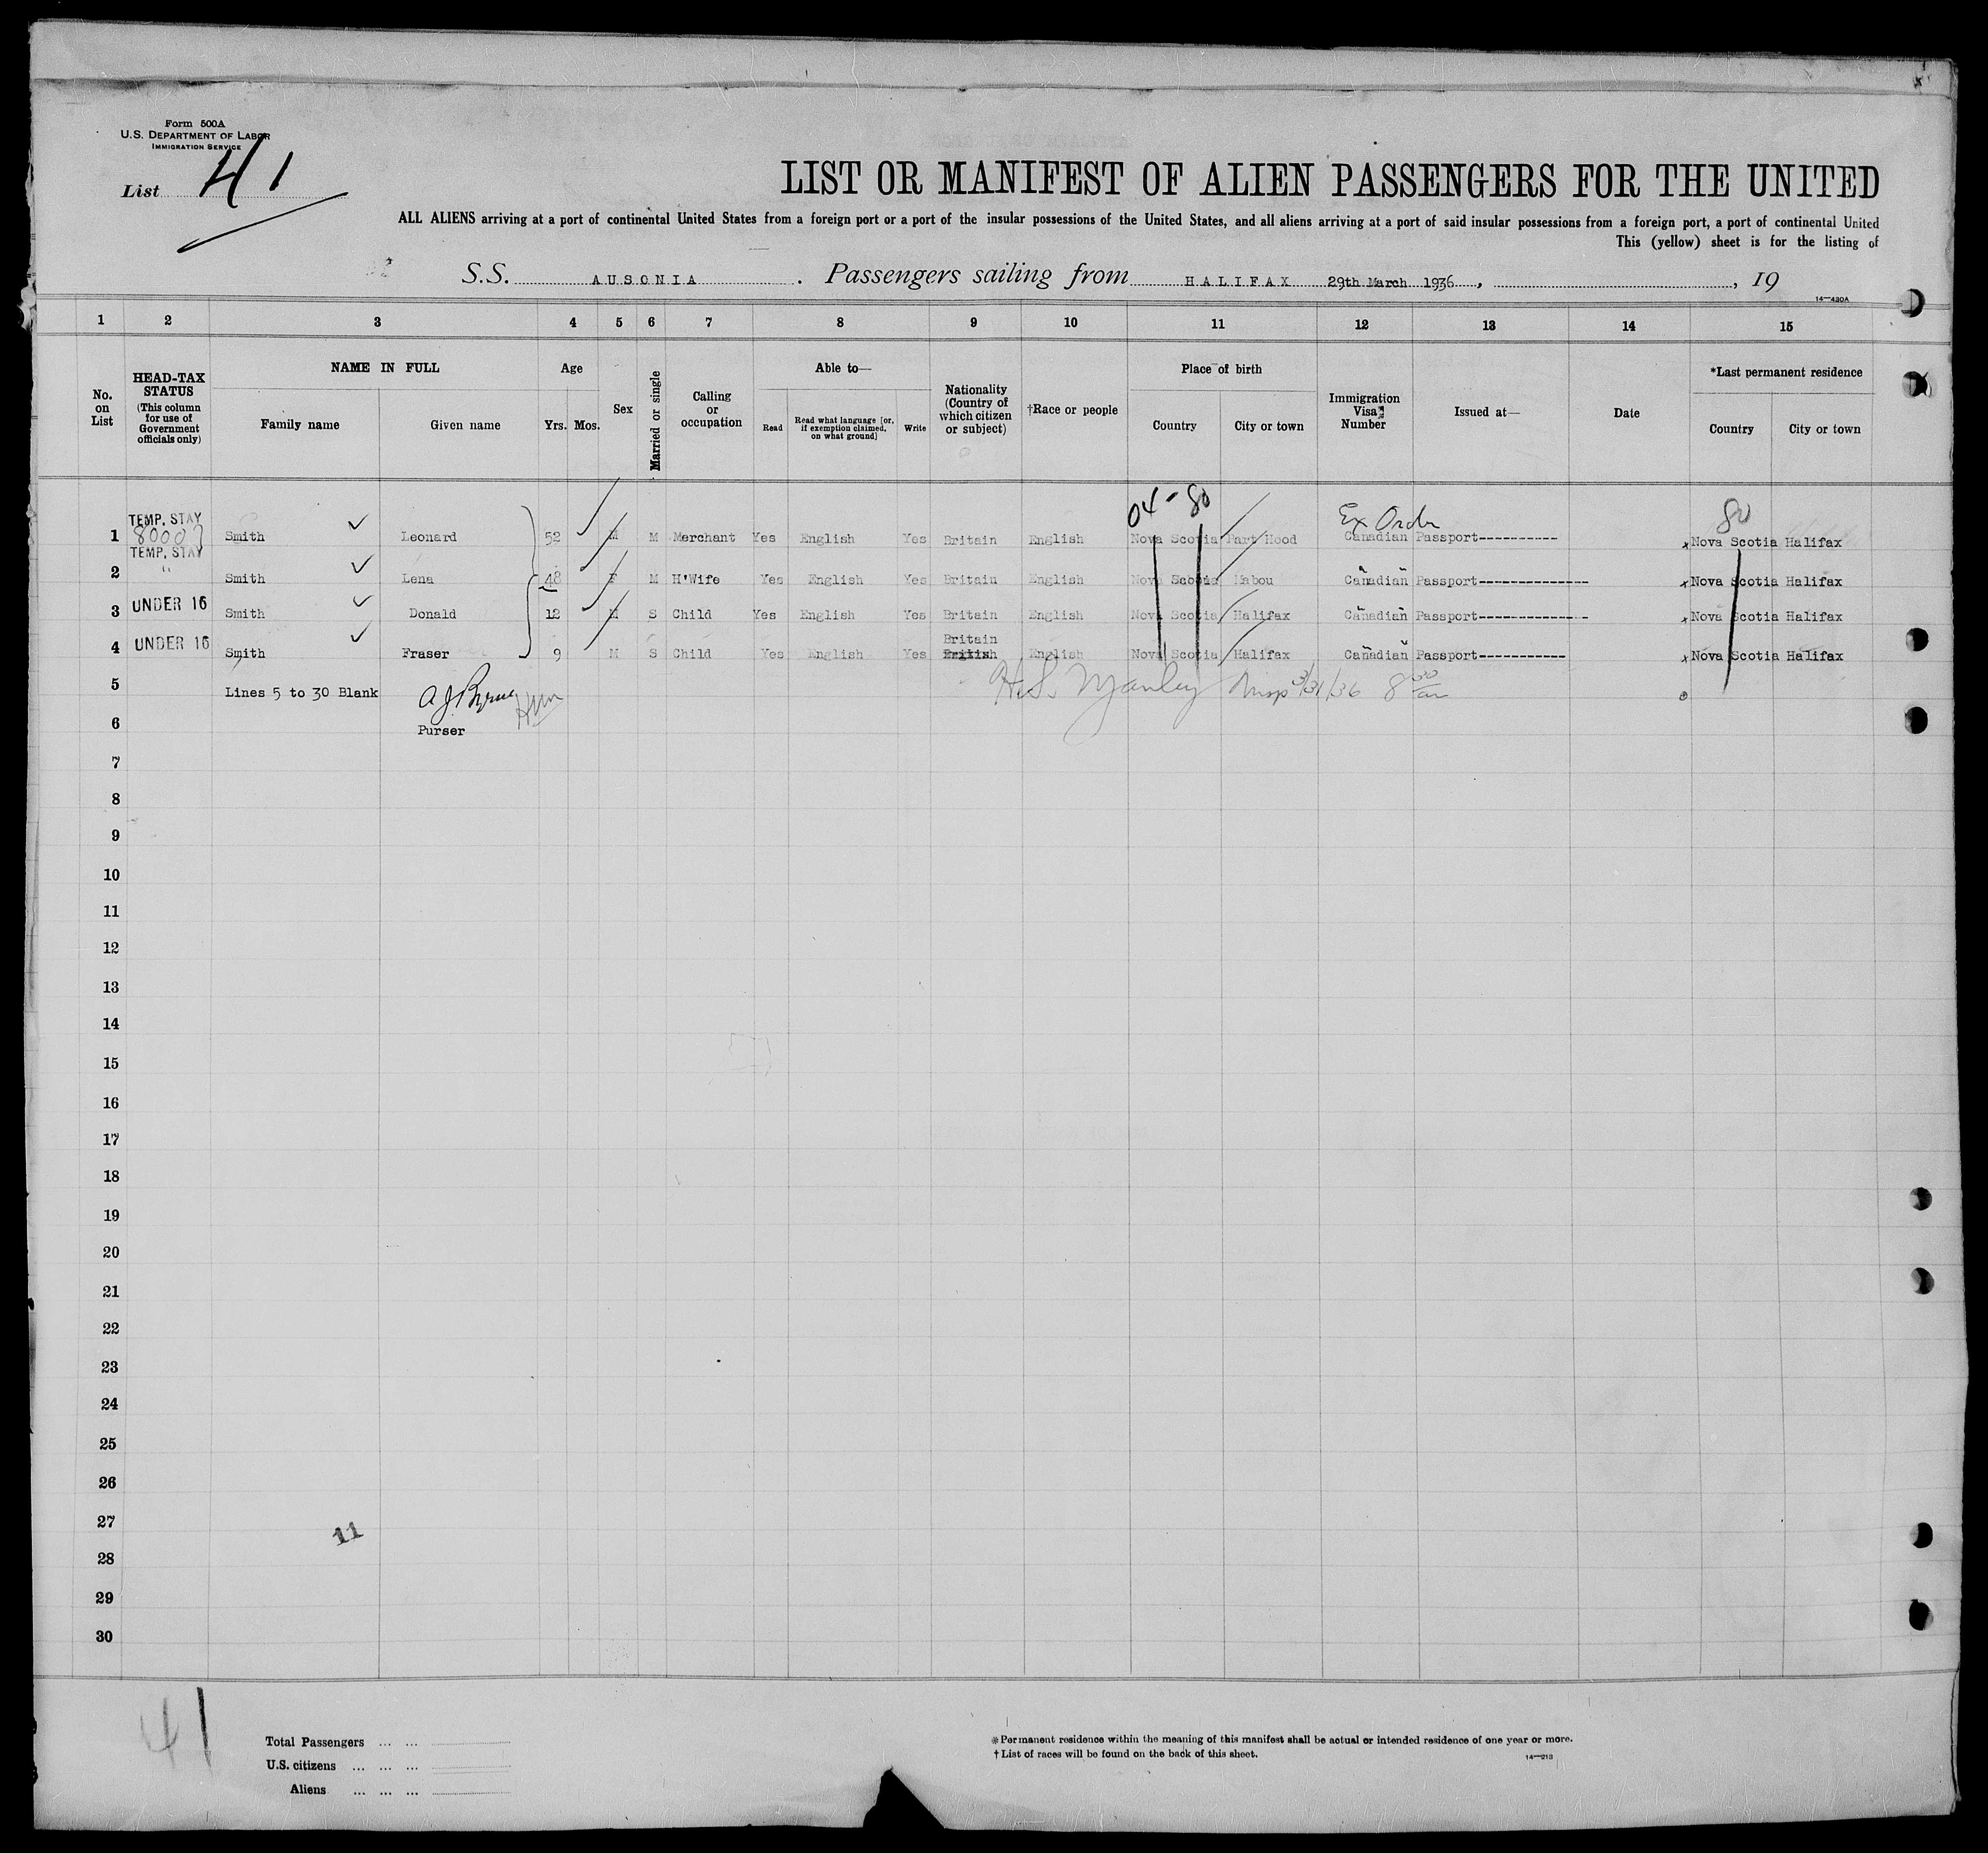 Form 500A
U.S. DEPARTMENT OF LABOR
IMMIGRATION SERVICE
List 41
LIST OR MANIFEST OF ALIEN PASSENGERS FOR THE UNITED
ALL ALIENS arriving at a port of continental United States from a foreign port or a port of the insular possessions of the United States, and all aliens arriving at a port of said insular possessions from a foreign port, a port of continental United
This (yellow) sheet is for the listing of
S.S. AUSONIA. Passengers sailing from HALIFAX 29th March 1936, , 19
14—430A
1 2 3 4 5 6 7 8 9 10 11 12 13 14 15
No. on List
HEAD-TAX STATUS
(This column for use of Government officials only)
NAME IN FULL
Family name Given name
Age
Yrs. Mos.
Sex
Married or single
Calling or occupation
Able to—
Read
Read what language [or, if exemption claimed, on what ground]
Write
Nationality (Country of which citizen or subject)
†Race or people
Place of birth
Country City or town
Immigration Visa Number
Issued at—
Date
*Last permanent residence
Country City or town
04-80 Ex Order 80
TEMP. STAY
1 Smith Leonard 52 M M Merchant Yes English Yes Britain English Nova Scotia Part Hood Canadian Passport---------- x Nova Scotia Halifax
TEMP. STAY
2 " Smith Lena 48 F M H'Wife Yes English Yes Britain English Nova Scotia Mabou Canadian Passport-------------- x Nova Scotia Halifax
3 UNDER 16 Smith Donald 12 M S Child Yes English Yes Britain English Nova Scotia Halifax Canadian Passport-------------- x Nova Scotia Halifax
Britain
4 UNDER 16 Smith Fraser 9 M S Child Yes English Yes British English Nova Scotia Halifax Canadian Passport----------- x Nova Scotia Halifax
5 Lines 5 to 30 Blank A J Byrne H.S. Manley Insp 3/31/36 8 30 am
6 Purser
7
8
9
10
11
12
13
14
15
16
17
18
19
20
21
22
23
24
25
26
27
11
28
29
30
41
Total Passengers
U.S. citizens
Aliens
*Permanent residence within the meaning of this manifest shall be actual or intended residence of one year or more.
†List of races will be found on the back of this sheet.
14—213